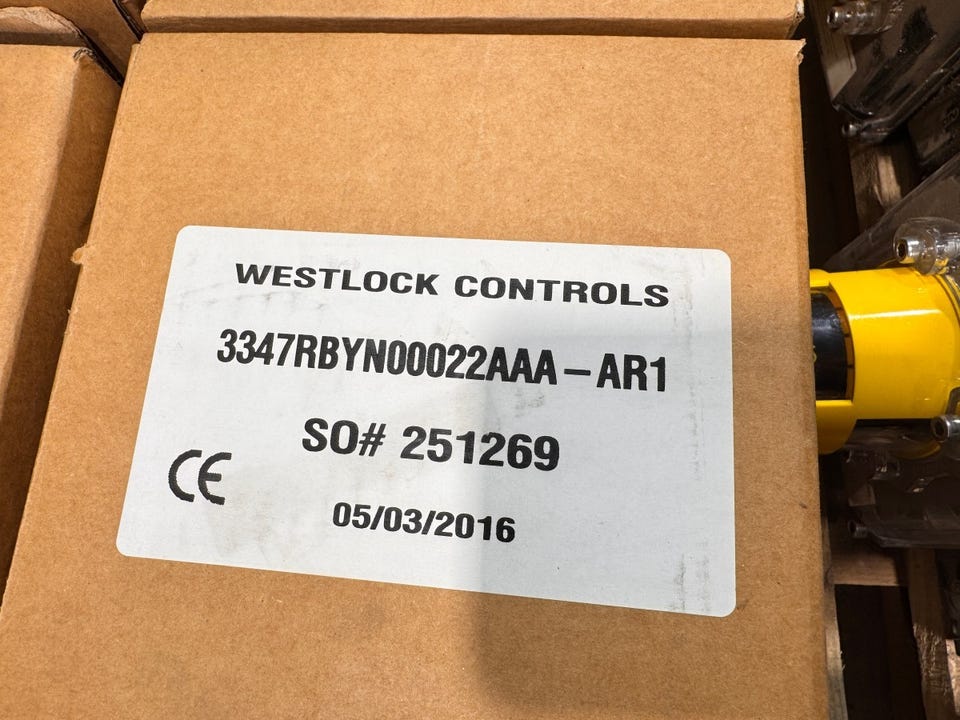 WESTLOCK CONTROLS
3347RBYN00022AAA – AR1
SO# 251269
CE
05/03/2016